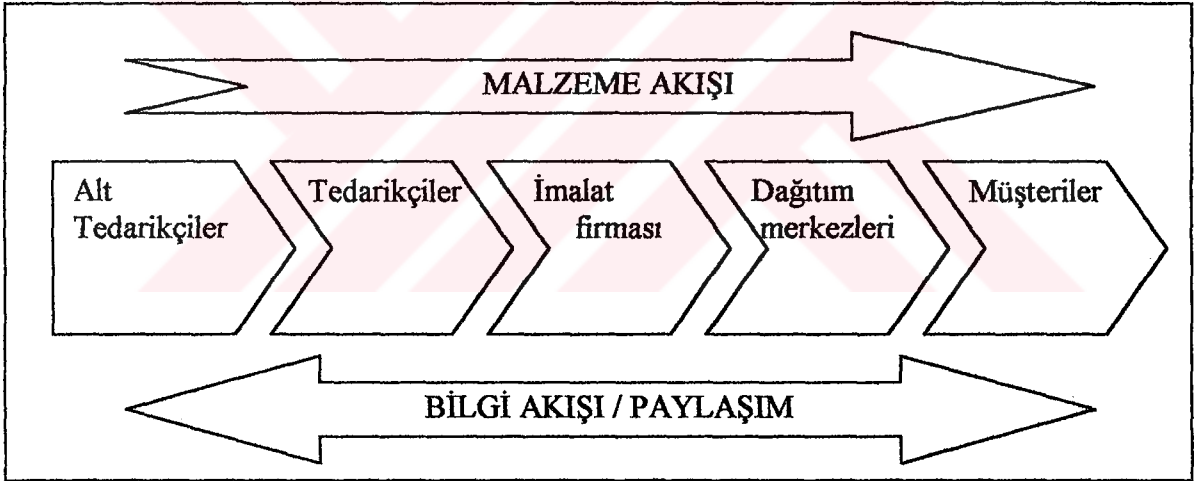 MALZEME AKIŞI
Alt
Tedarikçiler
Tedarikçiler
İmalat
firması
Dağıtım
merkezleri
Müşteriler
BİLGİ AKIŞI / PAYLAŞIM